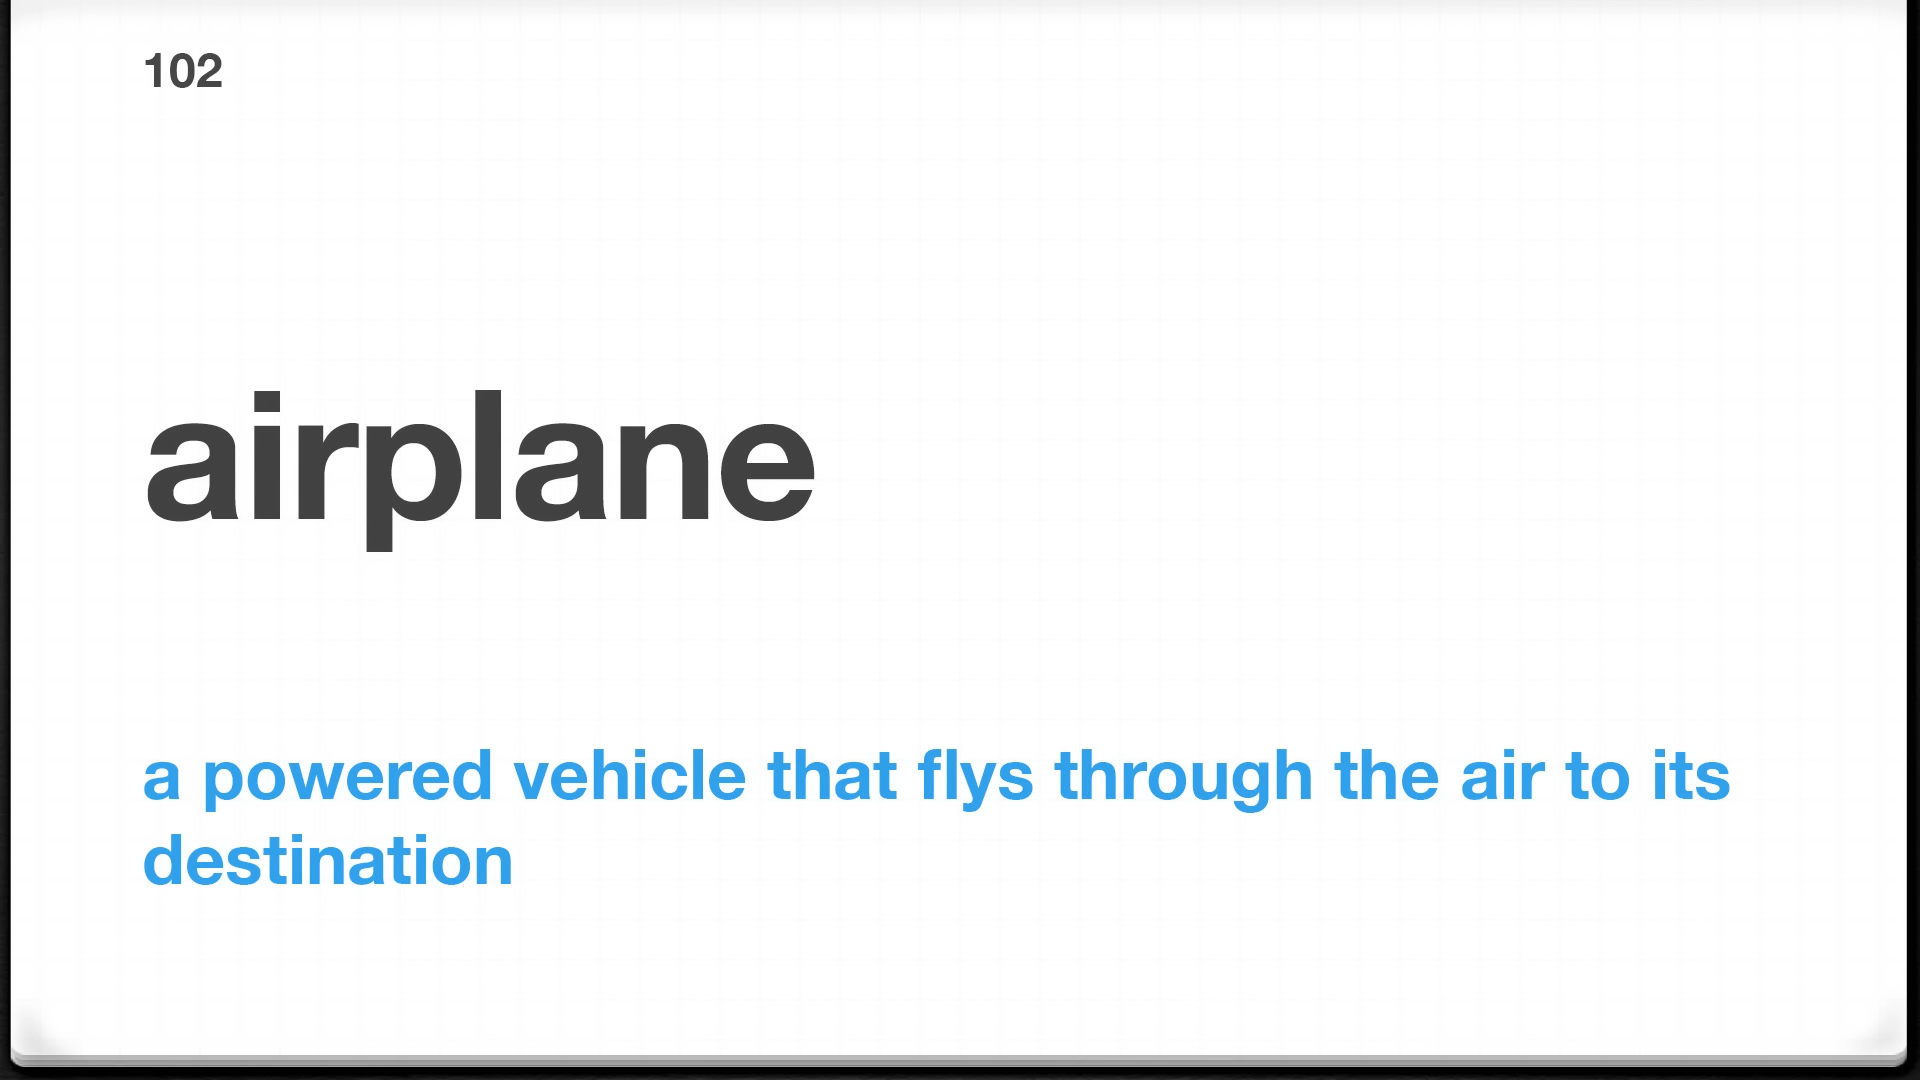 102
airplane
a powered vehicle that flys through the air to its
destination